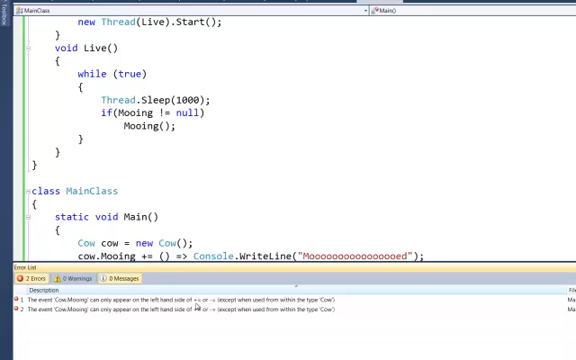 MainClass
Main()
new Thread(Live).Start();
}
void Live()
{
while (true)
{
Thread.Sleep(1000);
if(Mooing != null)
Mooing();
}
}
}
class MainClass
{
static void Main()
{
Cow cow = new Cow();
cow.Mooing += () => Console.WriteLine("Mooooooooooooooed");
Error List
2 Errors
0 Warnings
0 Messages
Description
1 The event 'Cow.Mooing' can only appear on the left hand side of += or -= (except when used from within the type 'Cow')
2 The event 'Cow.Mooing' can only appear on the left hand side of += or -= (except when used from within the type 'Cow')